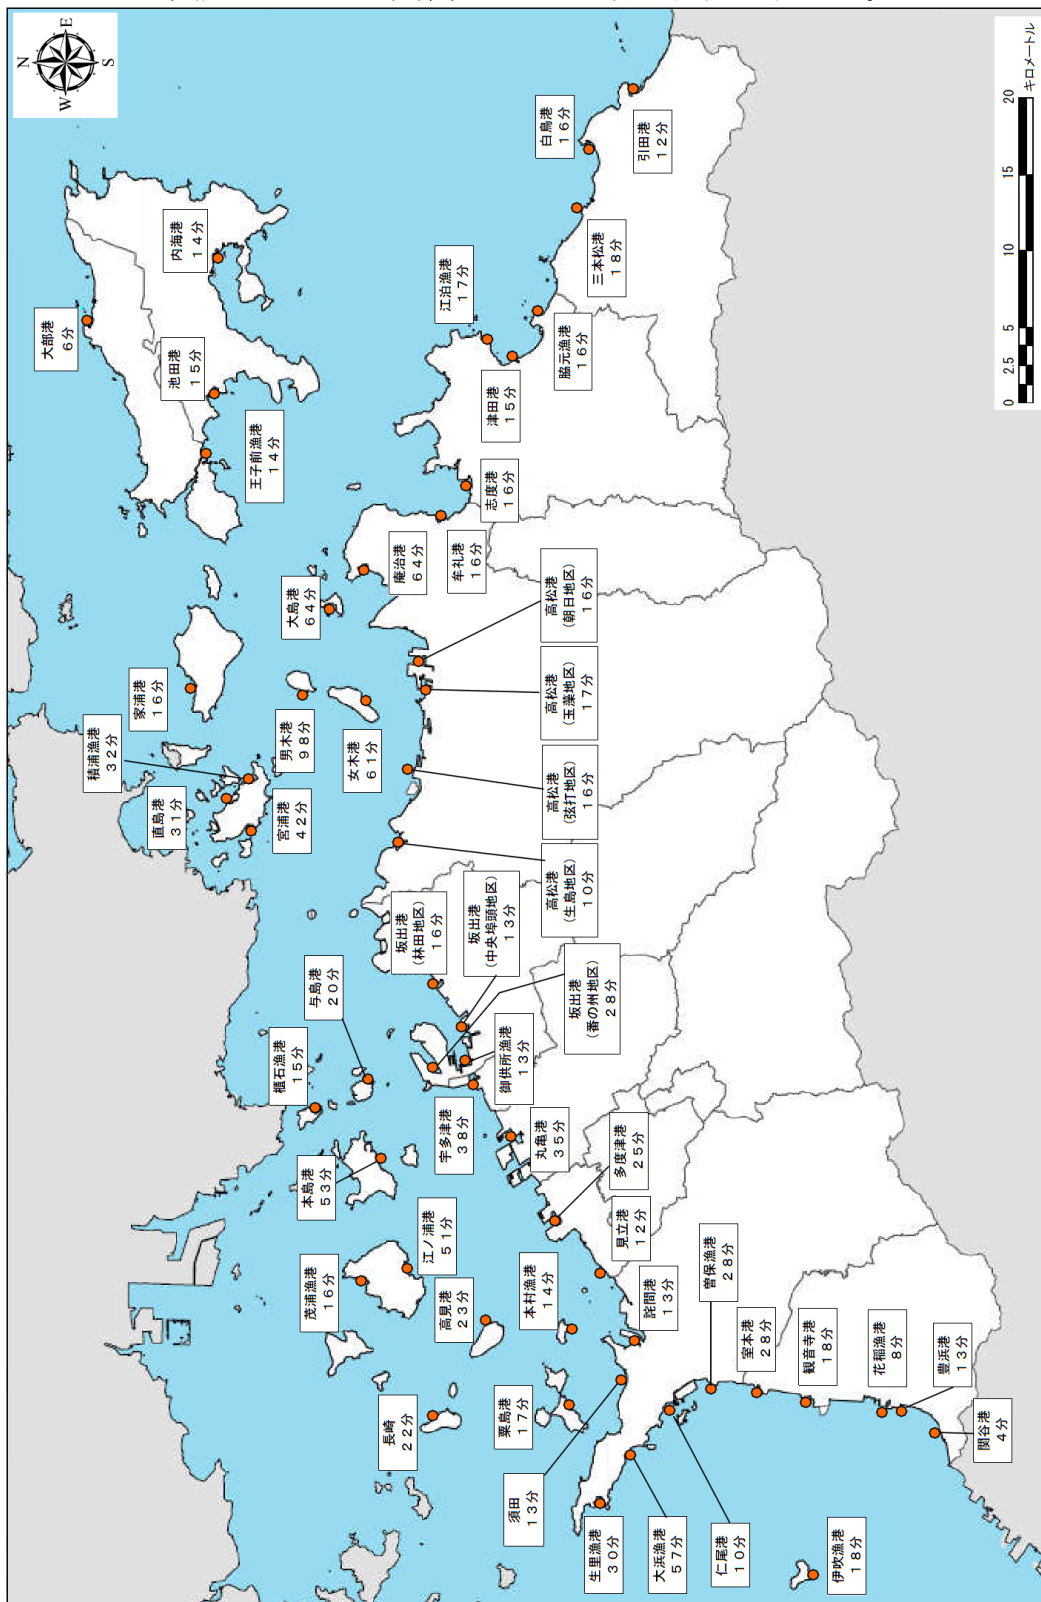 N
E
S
W
大部港
6分
内海港
14分
池田港
15分
王子前漁港
14分
家浦港
16分
積浦漁港
32分
直島港
31分
宮浦港
42分
男木港
98分
女木港
61分
大島港
64分
庵治港
64分
牟礼港
16分
志度港
16分
江泊漁港
17分
津田港
15分
脇元漁港
16分
三本松港
18分
白鳥港
16分
引田港
12分
高松港
(朝日地区)
16分
高松港
(玉藻地区)
17分
高松港
(弦打地区)
16分
高松港
(生島地区)
10分
坂出港
(林田地区)
16分
坂出港
(中央埠頭地区)
13分
坂出港
(番の州地区)
28分
御供所漁港
13分
与島港
20分
櫃石漁港
15分
本島港
53分
宇多津港
38分
丸亀港
35分
多度津港
25分
見立港
12分
江ノ浦港
51分
茂浦漁港
16分
高見港
23分
本村漁港
14分
詫間港
13分
長崎
22分
粟島港
17分
須田
13分
生里漁港
30分
大浜漁港
57分
仁尾港
10分
曽保漁港
28分
室本港
28分
観音寺港
18分
花稲漁港
8分
豊浜港
13分
関谷港
4分
伊吹漁港
18分
0 2.5 5 10 15 20
キロメートル